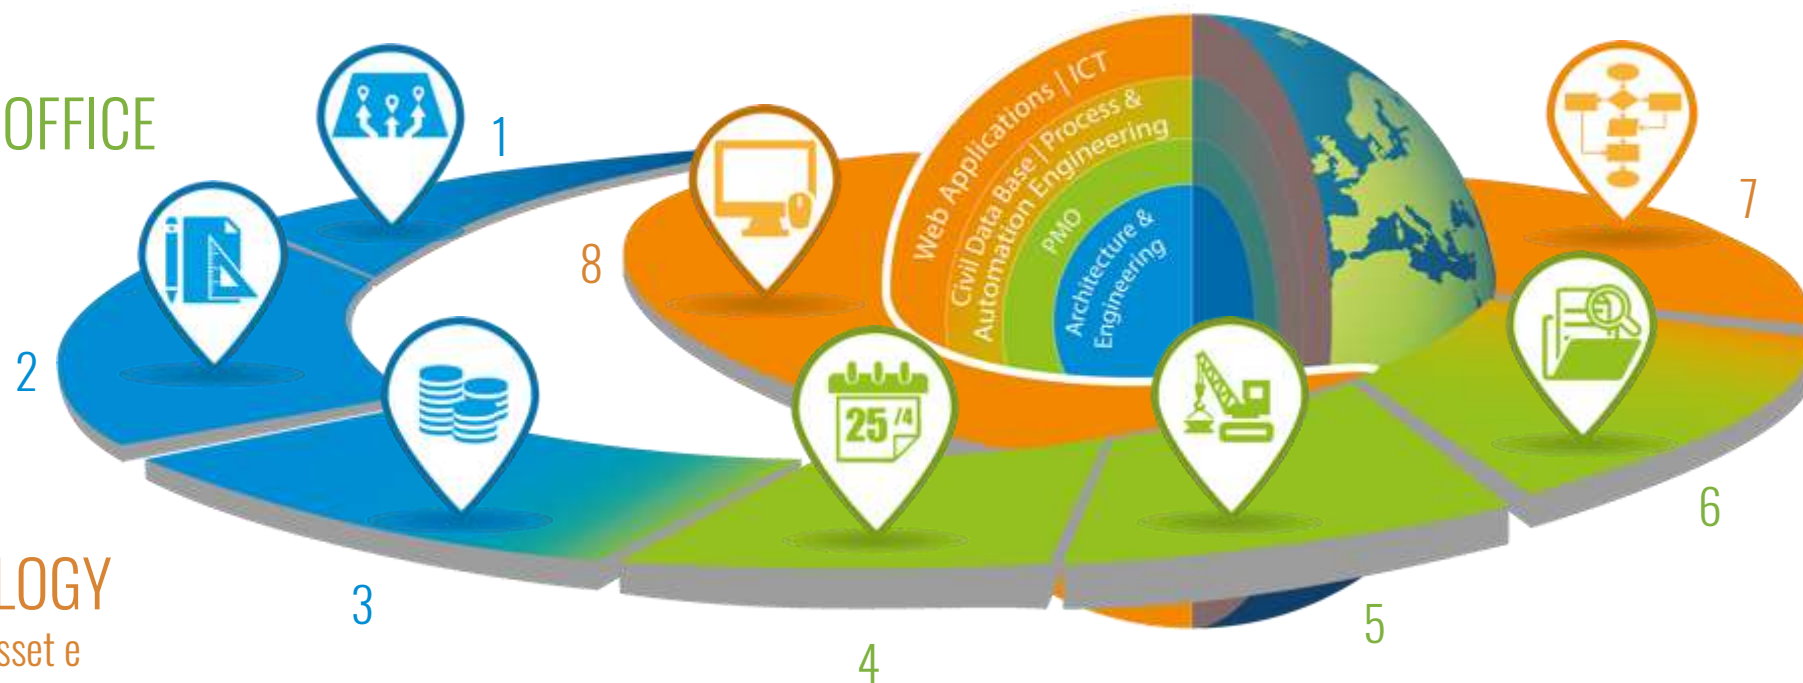 OFFICE
1
2
3
4
5
6
7
8
Web Applications | ICT
Civil Data Base | Process &
Automation Engineering
PMO
Architecture &
Engineering
25 /4
LOGY
sset e